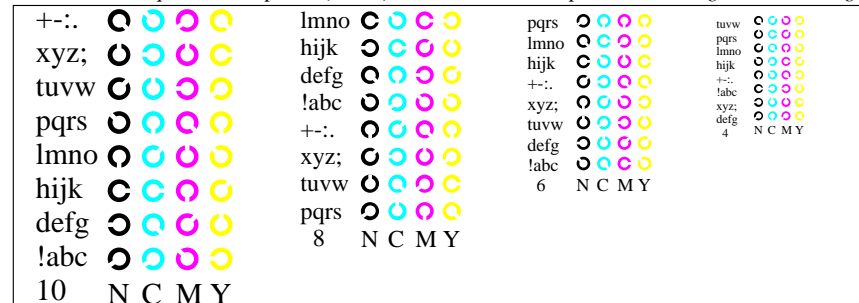 +-:.
xyz;
tuvw
pqrs
lmno
hijk
defg
!abc
10 N C M Y
lmno
hijk
defg
!abc
+-:.
xyz;
tuvw
pqrs
8 N C M Y
pqrs
lmno
hijk
+-:.
xyz;
tuvw
defg
!abc
6 N C M Y
tuvw
pqrs
lmno
hijk
+-:.
!abc
xyz;
defg
4 N C M Y